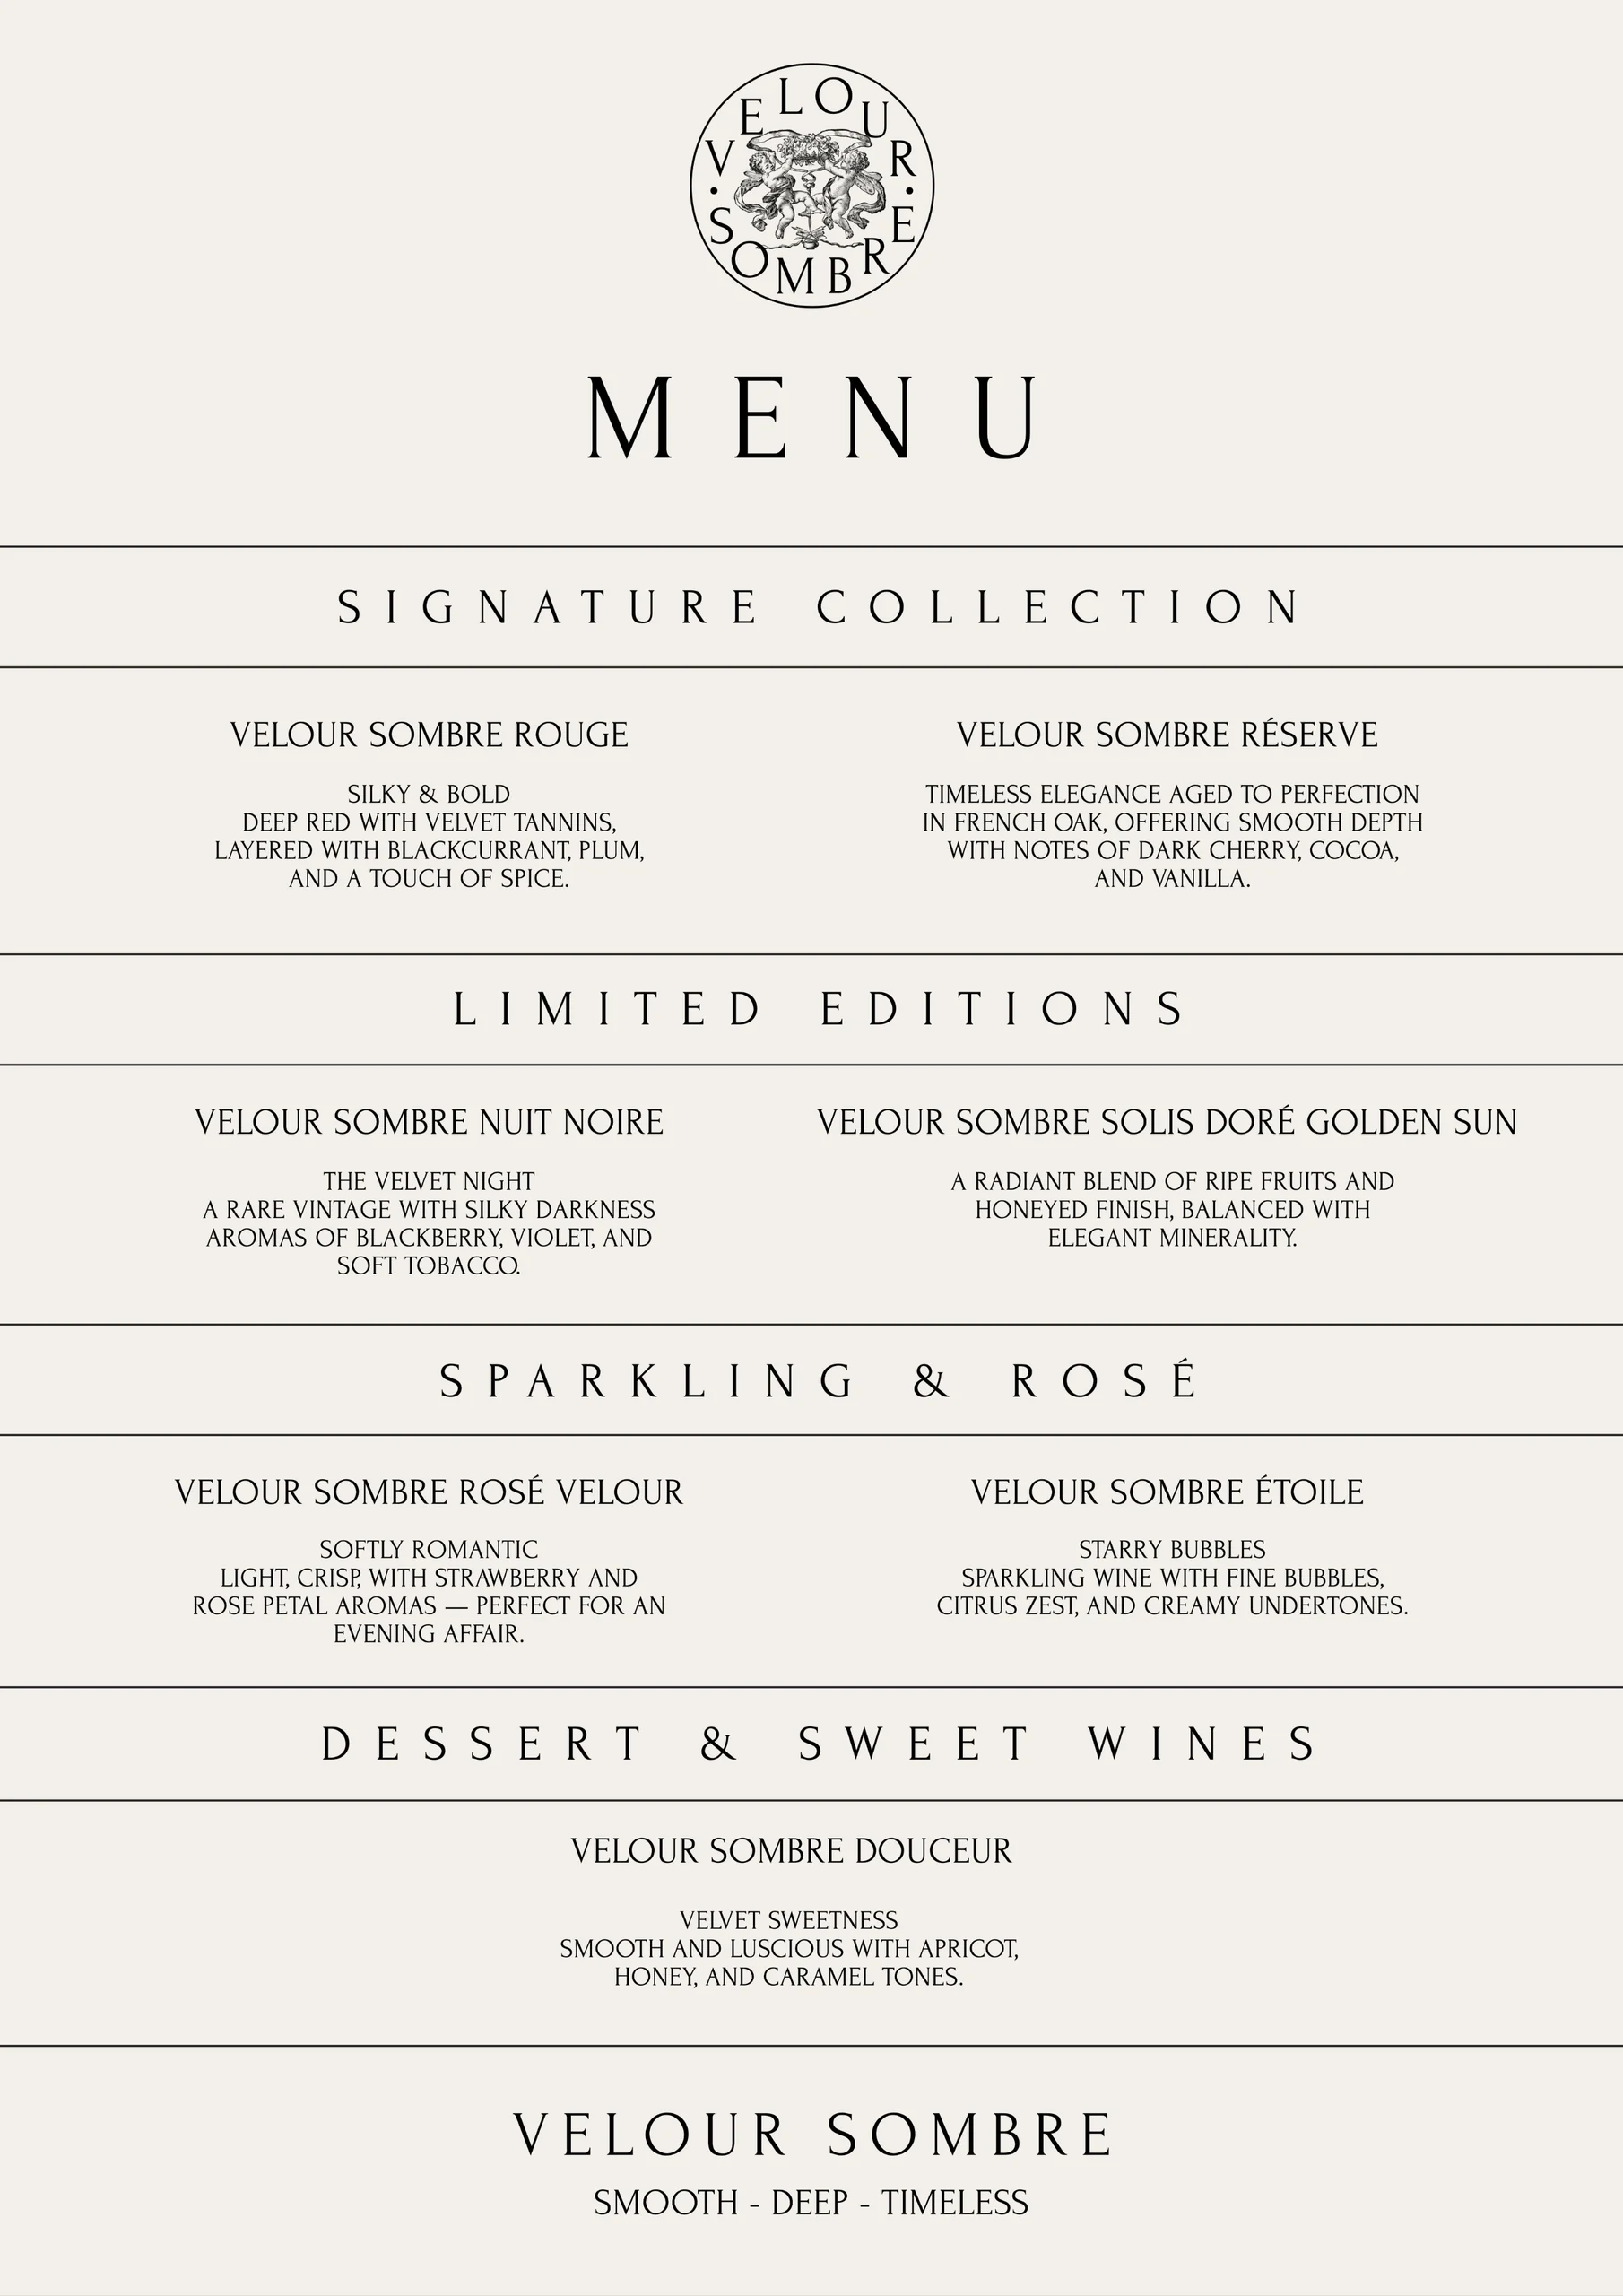 VELOUR
SOMBRE
MENU
SIGNATURE COLLECTION
VELOUR SOMBRE ROUGE
SILKY & BOLD
DEEP RED WITH VELVET TANNINS,
LAYERED WITH BLACKCURRANT, PLUM,
AND A TOUCH OF SPICE.
VELOUR SOMBRE RÉSERVE
TIMELESS ELEGANCE AGED TO PERFECTION
IN FRENCH OAK, OFFERING SMOOTH DEPTH
WITH NOTES OF DARK CHERRY, COCOA,
AND VANILLA.
LIMITED EDITIONS
VELOUR SOMBRE NUIT NOIRE
THE VELVET NIGHT
A RARE VINTAGE WITH SILKY DARKNESS
AROMAS OF BLACKBERRY, VIOLET, AND
SOFT TOBACCO.
VELOUR SOMBRE SOLIS DORÉ GOLDEN SUN
A RADIANT BLEND OF RIPE FRUITS AND
HONEYED FINISH, BALANCED WITH
ELEGANT MINERALITY.
SPARKLING & ROSÉ
VELOUR SOMBRE ROSÉ VELOUR
SOFTLY ROMANTIC
LIGHT, CRISP, WITH STRAWBERRY AND
ROSE PETAL AROMAS — PERFECT FOR AN
EVENING AFFAIR.
VELOUR SOMBRE ÉTOILE
STARRY BUBBLES
SPARKLING WINE WITH FINE BUBBLES,
CITRUS ZEST, AND CREAMY UNDERTONES.
DESSERT & SWEET WINES
VELOUR SOMBRE DOUCEUR
VELVET SWEETNESS
SMOOTH AND LUSCIOUS WITH APRICOT,
HONEY, AND CARAMEL TONES.
VELOUR SOMBRE
SMOOTH - DEEP - TIMELESS